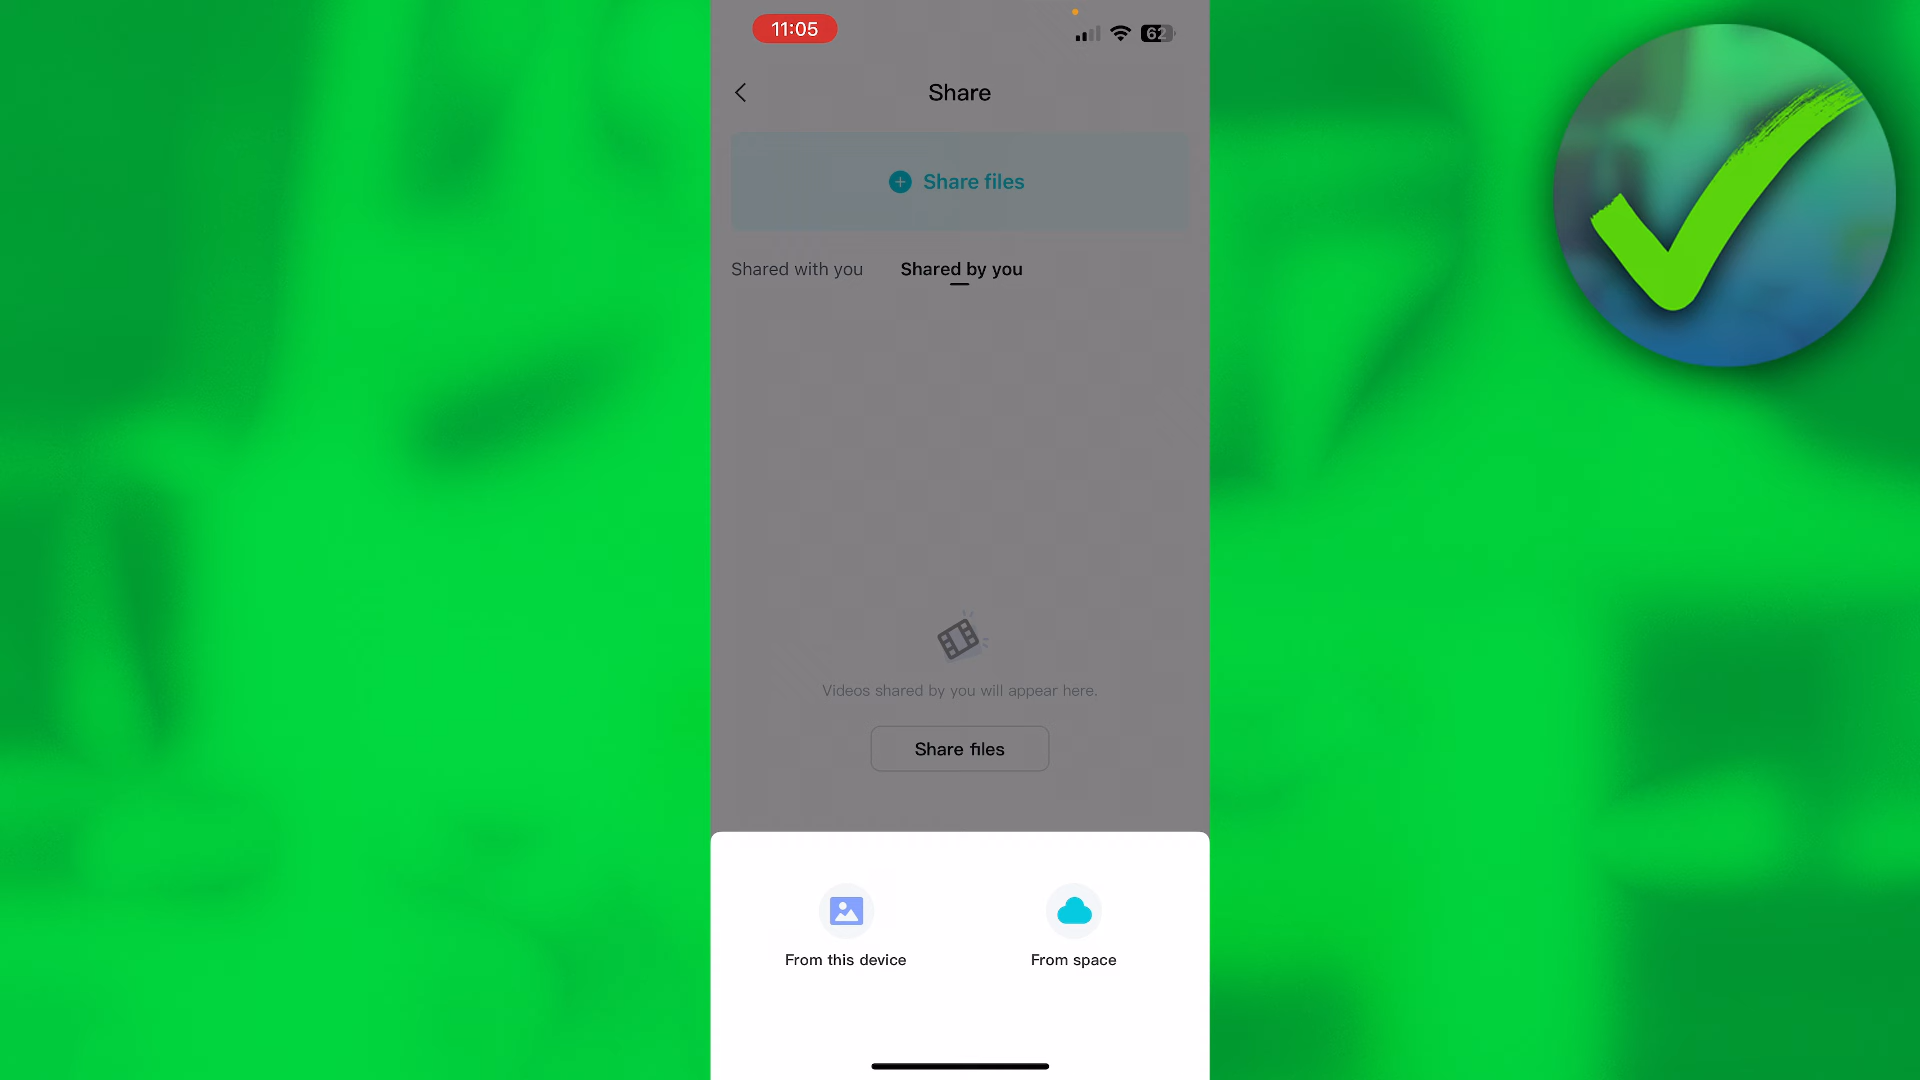 11:05
62
Share
Share files
Shared with you
Shared by you
Videos shared by you will appear here.
Share files
From this device
From space